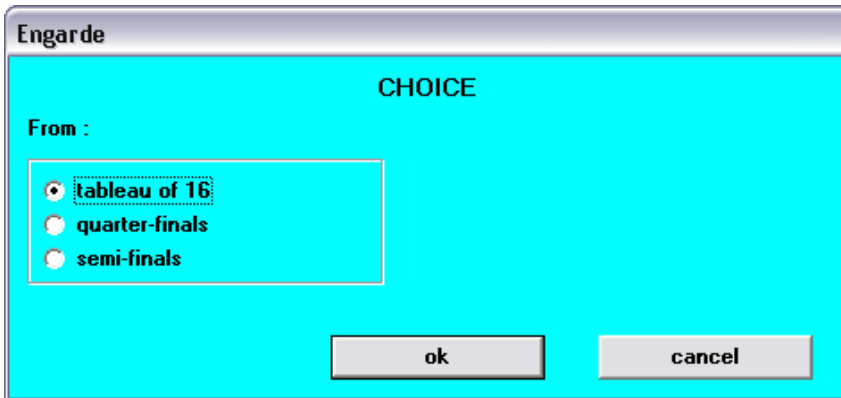 Engarde
CHOICE
From :
tableau of 16
quarter-finals
semi-finals
ok cancel